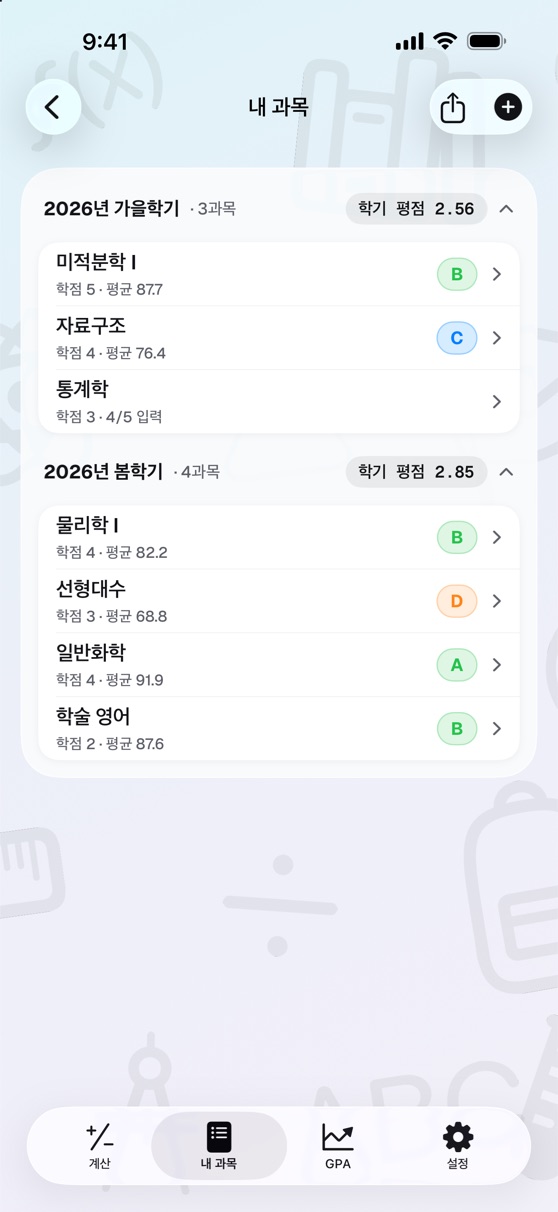 9:41
내 과목
2026년 가을학기 · 3과목
학기 평점 2.56
미적분학 I
학점 5 · 평균 87.7
B
자료구조
학점 4 · 평균 76.4
C
통계학
학점 3 · 4/5 입력
2026년 봄학기 · 4과목
학기 평점 2.85
물리학 I
학점 4 · 평균 82.2
B
선형대수
학점 3 · 평균 68.8
D
일반화학
학점 4 · 평균 91.9
A
학술 영어
학점 2 · 평균 87.6
B
f(x)
ABC
계산
내 과목
GPA
설정